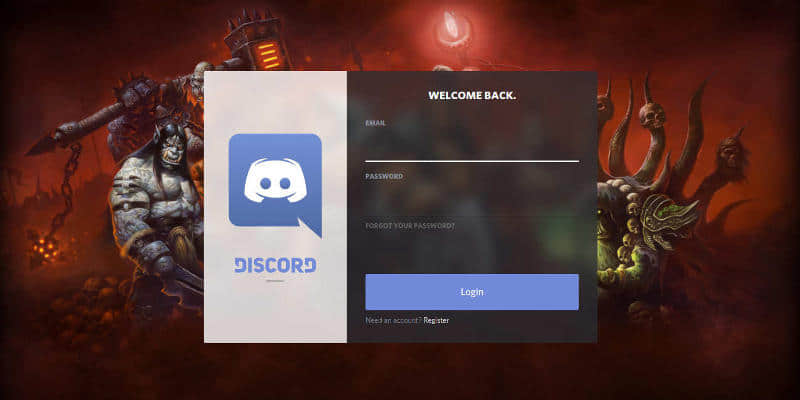 DISCORD
WELCOME BACK.
EMAIL
PASSWORD
FORGOT YOUR PASSWORD?
Login
Need an account? Register